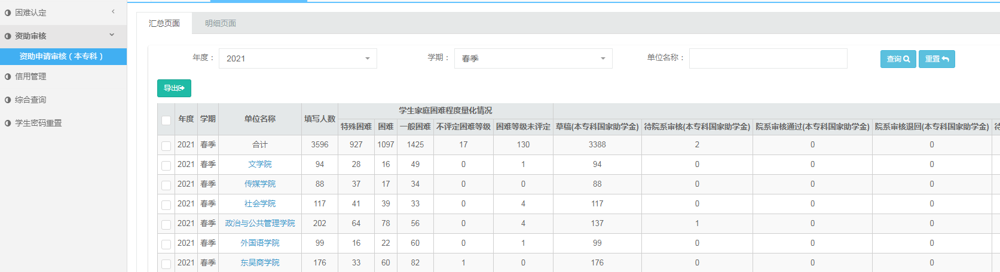 困难认定
资助审核
资助申请审核（本专科）
信用管理
综合查询
学生密码重置
汇总页面 明细页面
年度： 2021 学期： 春季 单位名称： 查询 重置
导出
年度 学期 单位名称 填写人数 学生家庭困难程度量化情况
特殊困难 困难 一般困难 不评定困难等级 困难等级未评定 草稿(本专科国家助学金) 待院系审核(本专科国家助学金) 院系审核通过(本专科国家助学金) 院系审核退回(本专科国家助学金)
2021 春季 合计 3596 927 1097 1425 17 130 3388 2 0 0
2021 春季 文学院 94 28 16 49 0 1 94 0 0 0
2021 春季 传媒学院 88 37 17 34 0 0 88 0 0 0
2021 春季 社会学院 117 41 39 33 0 4 117 0 0 0
2021 春季 政治与公共管理学院 202 64 78 56 0 4 137 1 0 0
2021 春季 外国语学院 99 16 22 60 0 1 99 0 0 0
2021 春季 东吴商学院 176 33 60 82 1 0 176 0 0 0